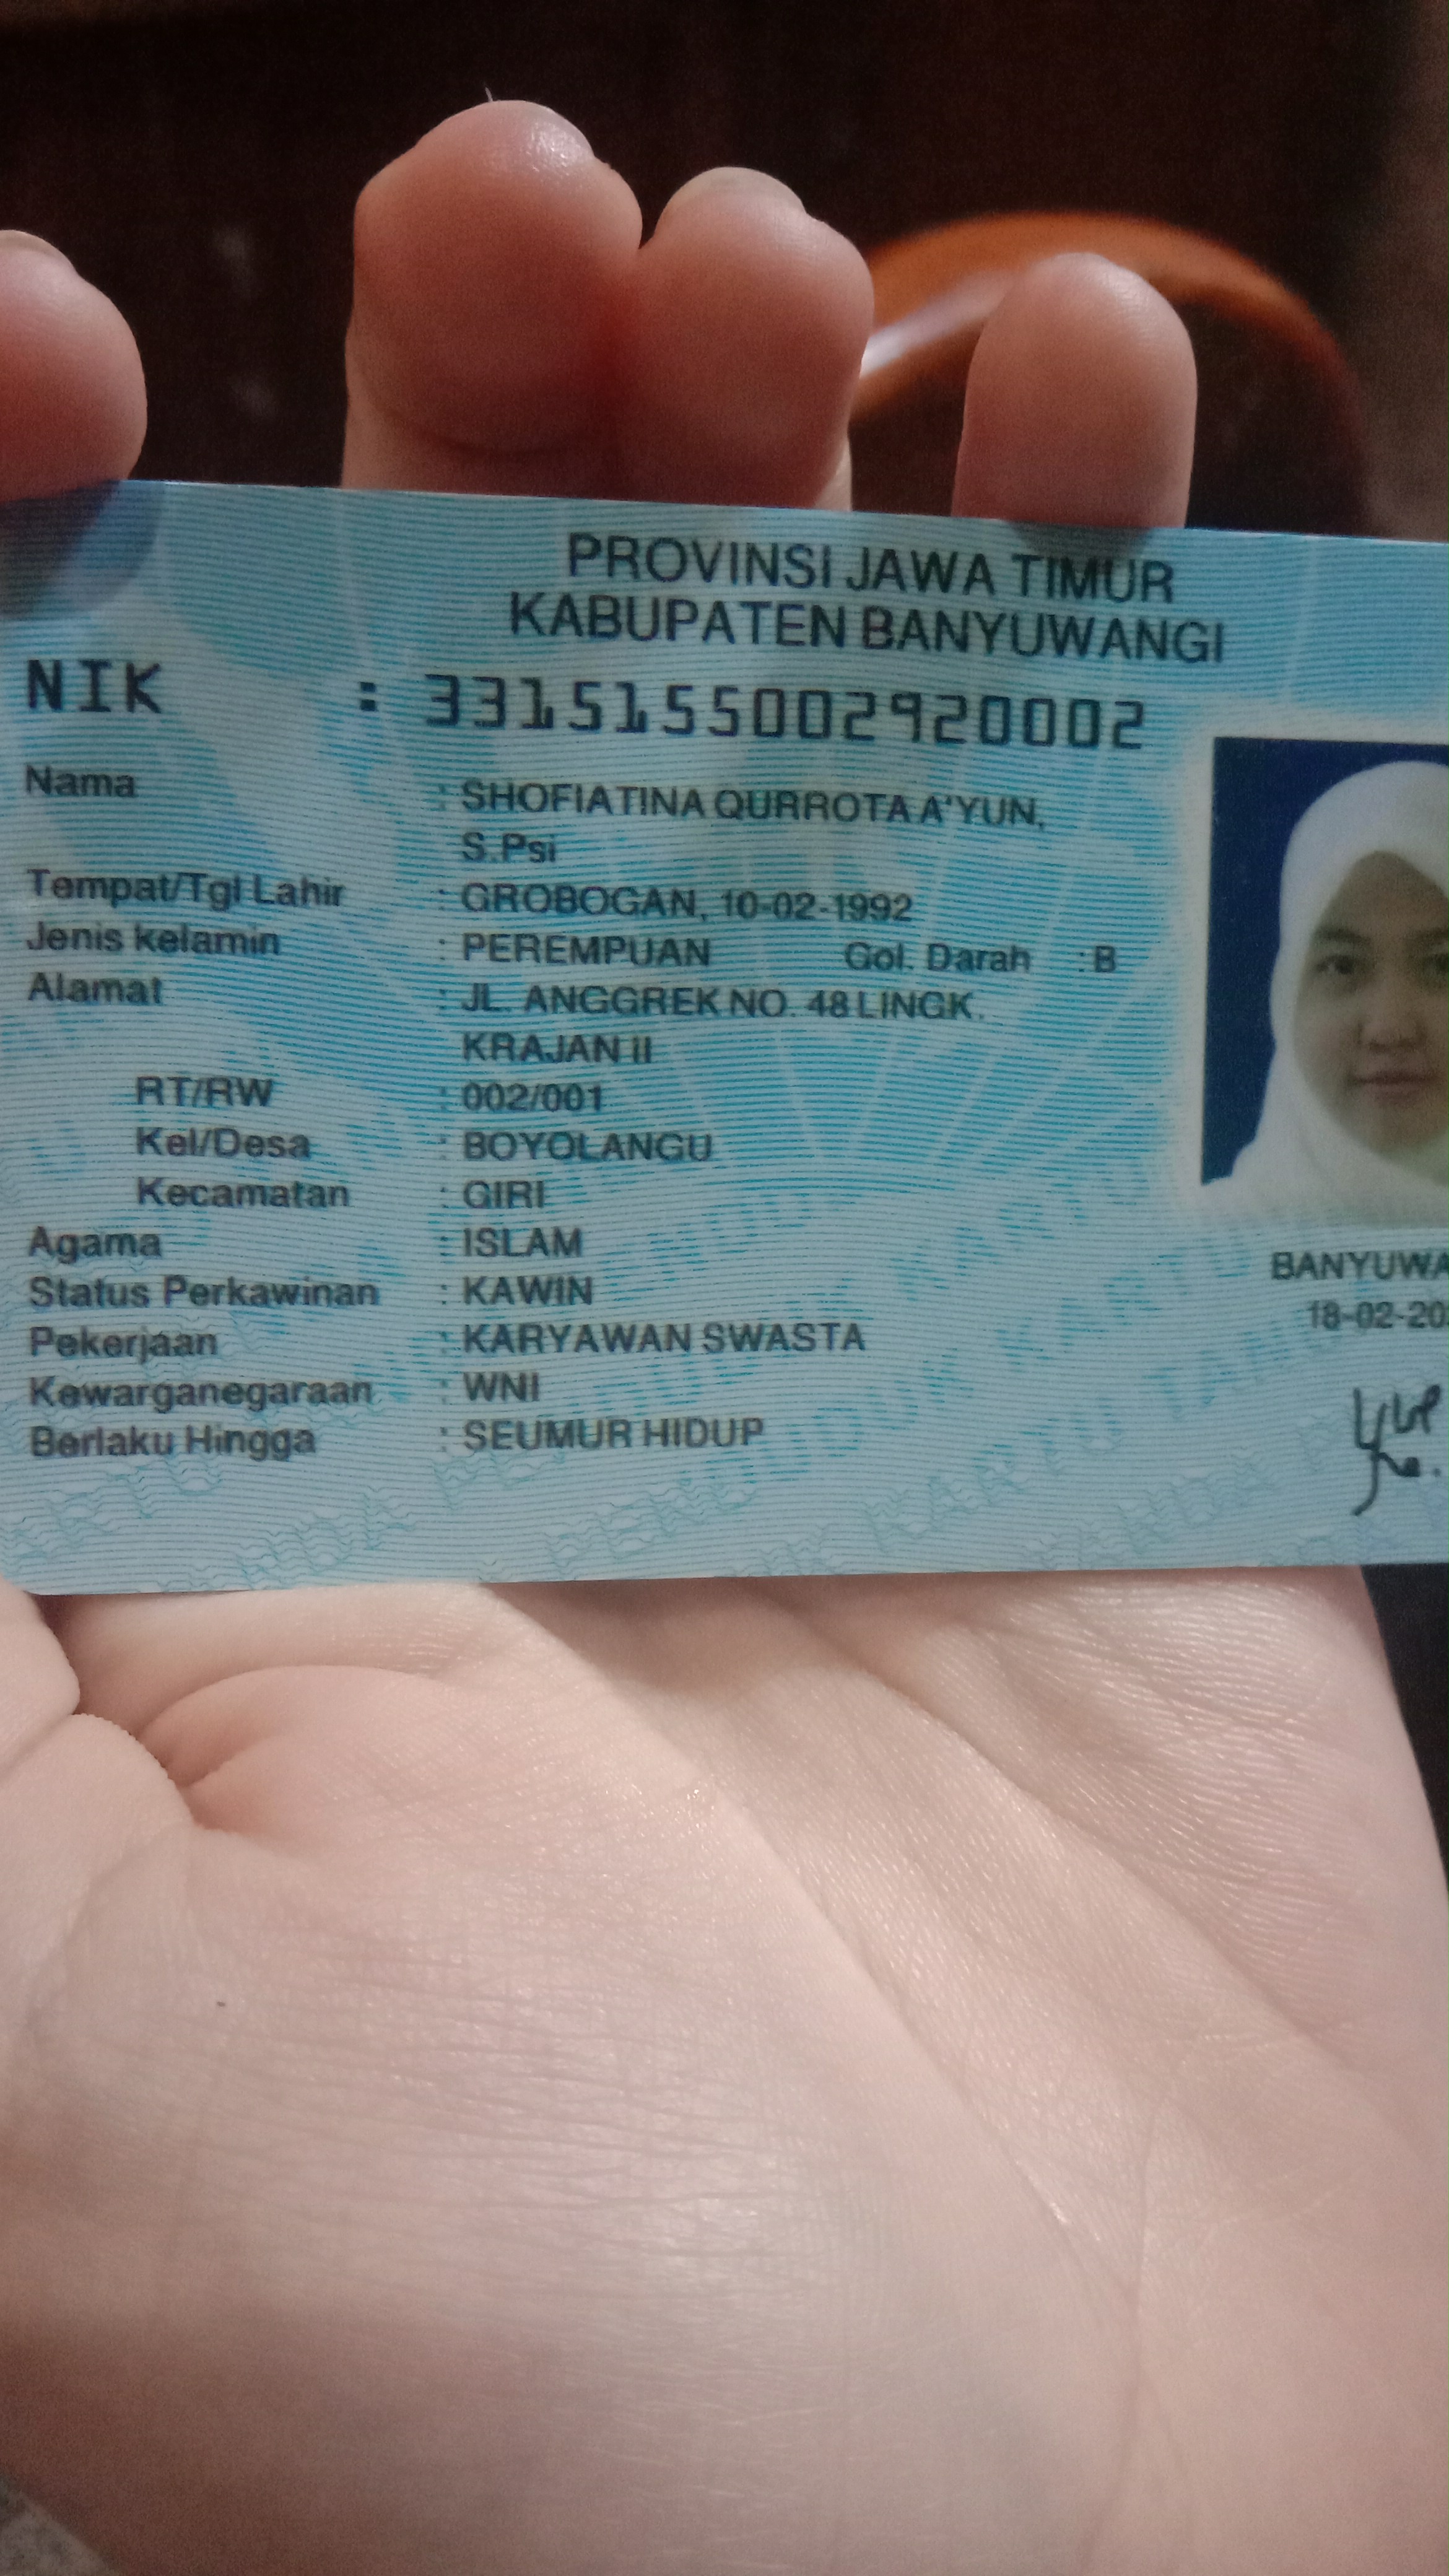 PROVINSI JAWA TIMUR
KABUPATEN BANYUWANGI
NIK : 3315155002920002
Nama : SHOFIATINA QURROTA A'YUN,
S.Psi
Tempat/Tgl Lahir : GROBOGAN, 10-02-1992
Jenis kelamin : PEREMPUAN Gol. Darah : B
Alamat : JL. ANGGREK NO. 48 LINGK.
KRAJAN II
RT/RW : 002/001
Kel/Desa : BOYOLANGU
Kecamatan : GIRI
Agama : ISLAM
Status Perkawinan : KAWIN
Pekerjaan : KARYAWAN SWASTA
Kewarganegaraan : WNI
Berlaku Hingga : SEUMUR HIDUP
BANYUWA
18-02-20